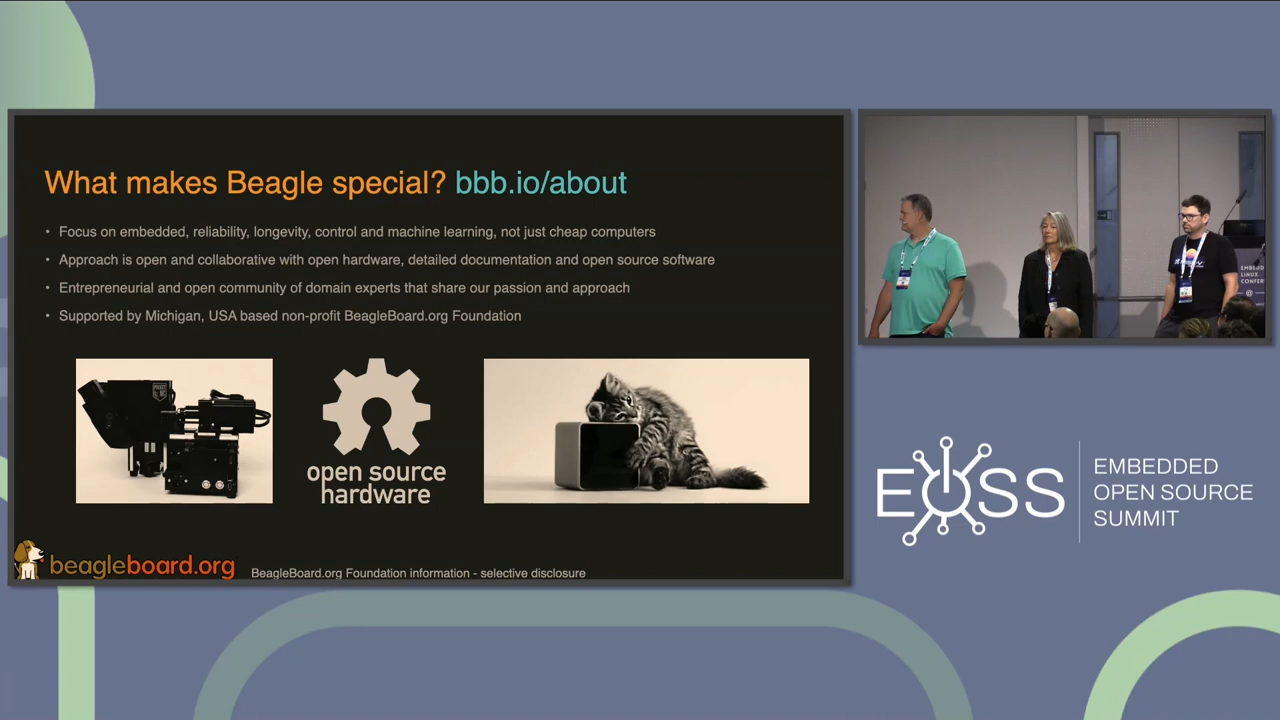 What makes Beagle special? bbb.io/about
• Focus on embedded, reliability, longevity, control and machine learning, not just cheap computers
• Approach is open and collaborative with open hardware, detailed documentation and open source software
• Entrepreneurial and open community of domain experts that share our passion and approach
• Supported by Michigan, USA based non-profit BeagleBoard.org Foundation
open source
hardware
beagleboard.org
BeagleBoard.org Foundation information - selective disclosure
LINUX
EOSS
EMBEDDED
OPEN SOURCE
SUMMIT